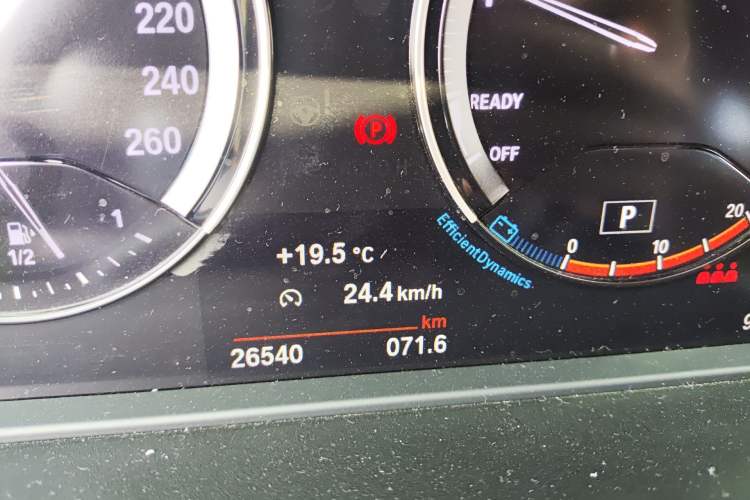 220
240
260
1/2
1
P
+19.5 °C
24.4 km/h
km
26540 071.6
READY
OFF
EfficientDynamics
P
0 10 20
9